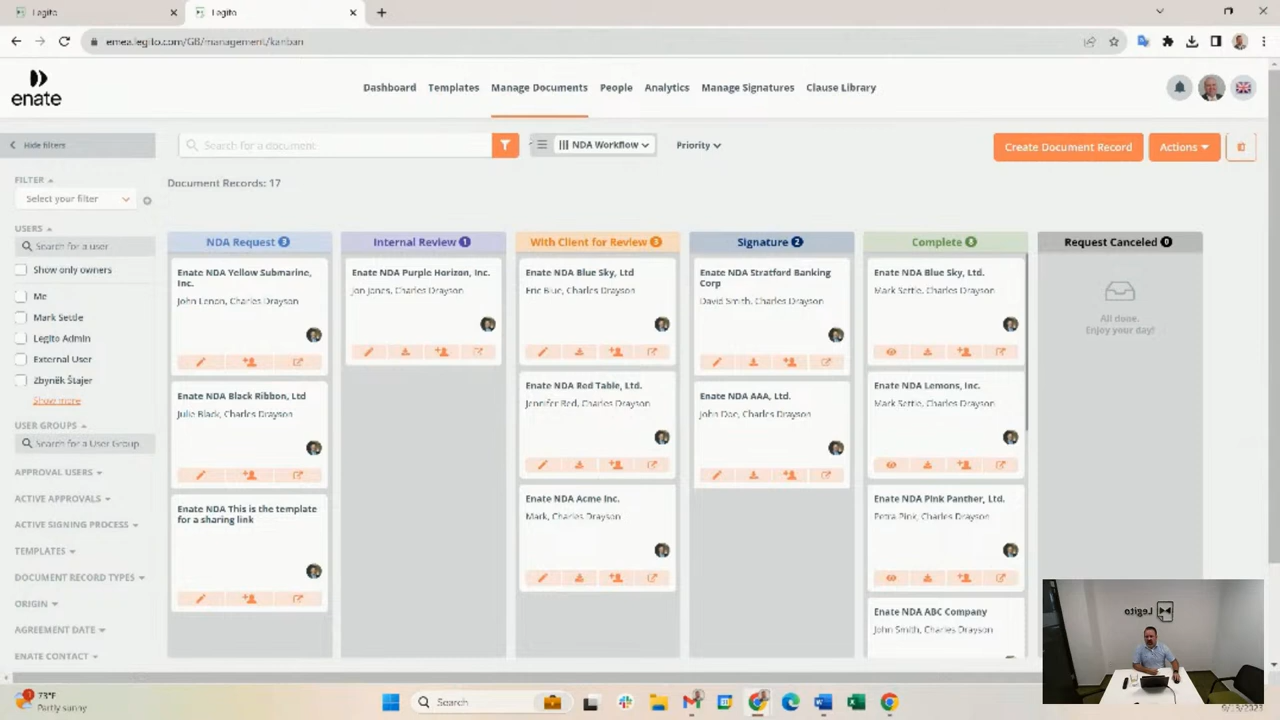 Legito
Legito
emea.legito.com/GB/management/kanban
enate
Dashboard
Templates
Manage Documents
People
Analytics
Manage Signatures
Clause Library
Hide filters
Search for a document
NDA Workflow
Priority
Create Document Record
Actions
FILTER
Select your filter
Document Records: 17
USERS
Search for a user
Show only owners
Me
Mark Settle
Legito Admin
External User
Zbyněk Štajer
Show more
USER GROUPS
Search for a User Group
APPROVAL USERS
ACTIVE APPROVALS
ACTIVE SIGNING PROCESS
TEMPLATES
DOCUMENT RECORD TYPES
ORIGIN
AGREEMENT DATE
ENATE CONTACT
NDA Request 3
Enate NDA Yellow Submarine,
Inc.
John Lenon, Charles Drayson
Enate NDA Black Ribbon, Ltd
Julie Black, Charles Drayson
Enate NDA This is the template
for a sharing link
Internal Review 1
Enate NDA Purple Horizon, Inc.
Jon Jones, Charles Drayson
With Client for Review 3
Enate NDA Blue Sky, Ltd
Eric Blue, Charles Drayson
Enate NDA Red Table, Ltd.
Jennifer Red, Charles Drayson
Enate NDA Acme Inc.
Mark, Charles Drayson
Signature 2
Enate NDA Stratford Banking
Corp
David Smith, Charles Drayson
Enate NDA AAA, Ltd.
John Doe, Charles Drayson
Complete 8
Enate NDA Blue Sky, Ltd.
Mark Settle, Charles Drayson
Enate NDA Lemons, Inc.
Mark Settle, Charles Drayson
Enate NDA Pink Panther, Ltd.
Petra Pink, Charles Drayson
Enate NDA ABC Company
John Smith, Charles Drayson
Request Canceled 0
All done.
Enjoy your day!
Legito
1
73°F
Partly sunny
Search